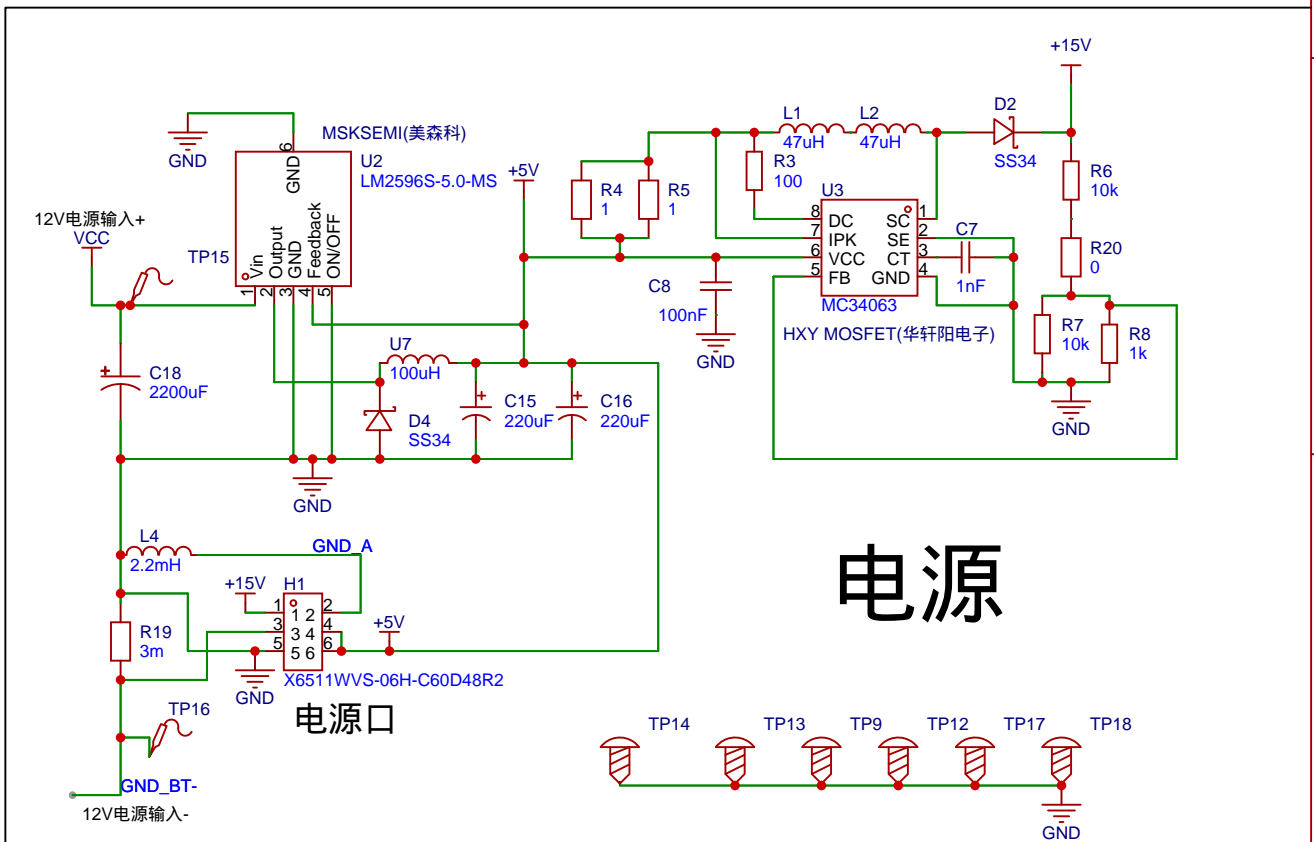 +15V
MSKSEMI(美森科)
GND
6
GND
U2
LM2596S-5.0-MS
+5V
12V电源输入+
VCC
TP15
Vin
Output
GND
Feedback
ON/OFF
1
2
3
4
5
C18
2200uF
U7
100uH
D4
SS34
C15
220uF
C16
220uF
GND
L1
47uH
L2
47uH
D2
SS34
R3
100
R4
1
R5
1
U3
8
DC
SC
1
7
IPK
SE
2
6
VCC
CT
3
5
FB
GND
4
MC34063
HXY MOSFET(华轩阳电子)
C7
1nF
C8
100nF
GND
R6
10k
R20
0
R7
10k
R8
1k
GND
L4
2.2mH
GND_A
+15V
H1
1
1 2
2
3
3 4
4
5
5 6
6
+5V
R19
3m
GND
X6511WVS-06H-C60D48R2
电源口
电源
TP16
GND_BT-
12V电源输入-
TP14
TP13
TP9
TP12
TP17
TP18
GND